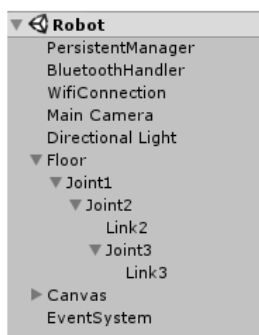 Robot
PersistentManager
BluetoothHandler
WifiConnection
Main Camera
Directional Light
Floor
Joint1
Joint2
Link2
Joint3
Link3
Canvas
EventSystem